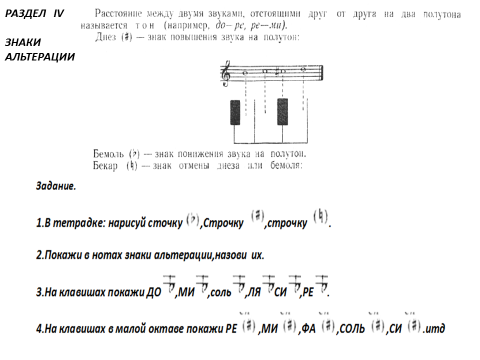 РАЗДЕЛ IV
ЗНАКИ
АЛЬТЕРАЦИИ
Расстояние между двумя звуками, отстоящими друг от друга на два полутона
называется тон (например, до—ре, ре—ми).
Диез (♯) — знак повышения звука на полутон:
Бемоль (♭) — знак понижения звука на полутон.
Бекар (♮) — знак отмены диеза или бемоля:
Задание.
1.В тетрадке: нарисуй сточку (♭),Строчку (♯),строчку (♮).
2.Покажи в нотах знаки альтерации,назови их.
3.На клавишах покажи ДО ♭,МИ ♭,соль ♭,ЛЯ ♭СИ ♭,РЕ ♭.
4.На клавишах в малой октаве покажи РЕ (♯),МИ (♯),ФА (♯),СОЛЬ (♯),СИ (♯).итд